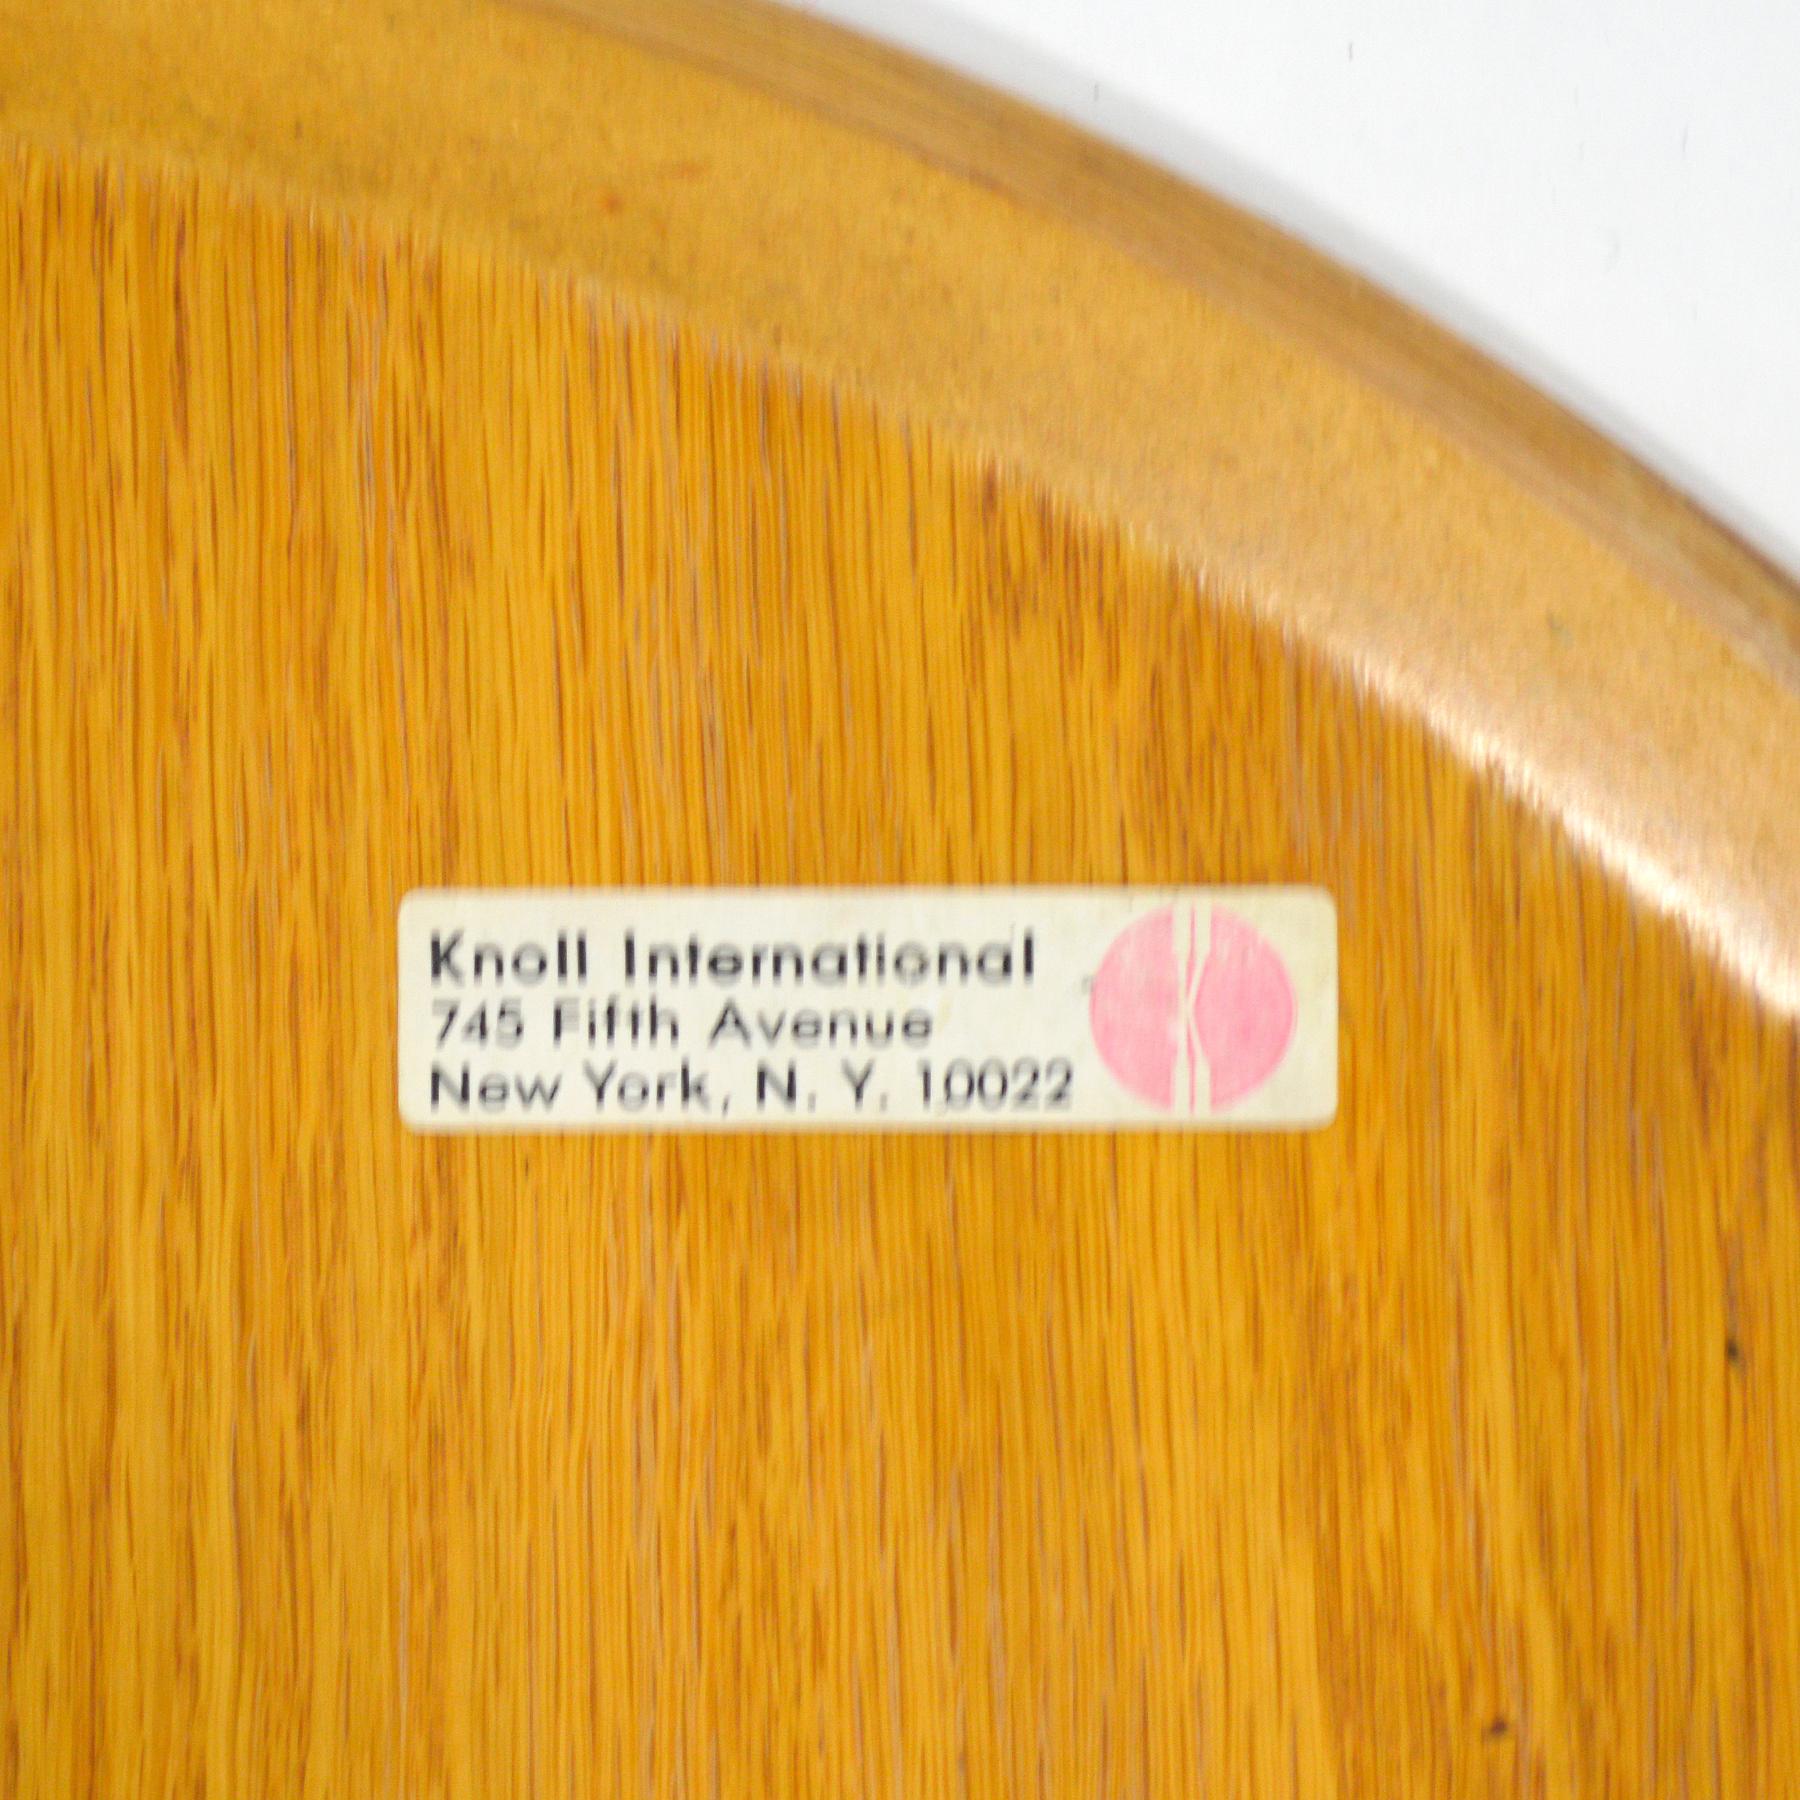 Knoll International
745 Fifth Avenue
New York, N. Y. 10022